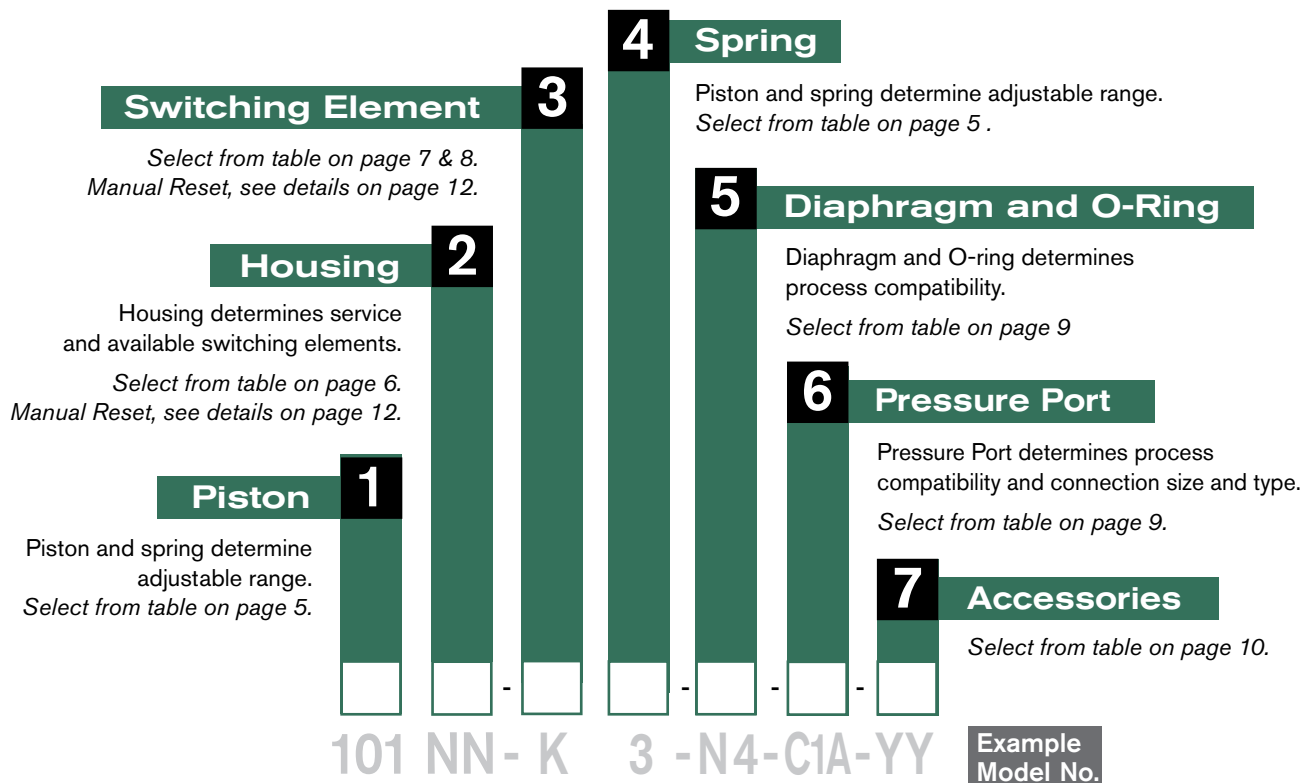 4 Spring
Piston and spring determine adjustable range.
Select from table on page 5 .
Switching Element 3
Select from table on page 7 & 8.
Manual Reset, see details on page 12.
5 Diaphragm and O-Ring
Diaphragm and O-ring determines
process compatibility.
Select from table on page 9
Housing 2
Housing determines service
and available switching elements.
Select from table on page 6.
Manual Reset, see details on page 12.
6 Pressure Port
Pressure Port determines process
compatibility and connection size and type.
Select from table on page 9.
Piston 1
Piston and spring determine
adjustable range.
Select from table on page 5.
7 Accessories
Select from table on page 10.
- - - -
101 NN - K 3 - N4 - C1A - YY
Example
Model No.